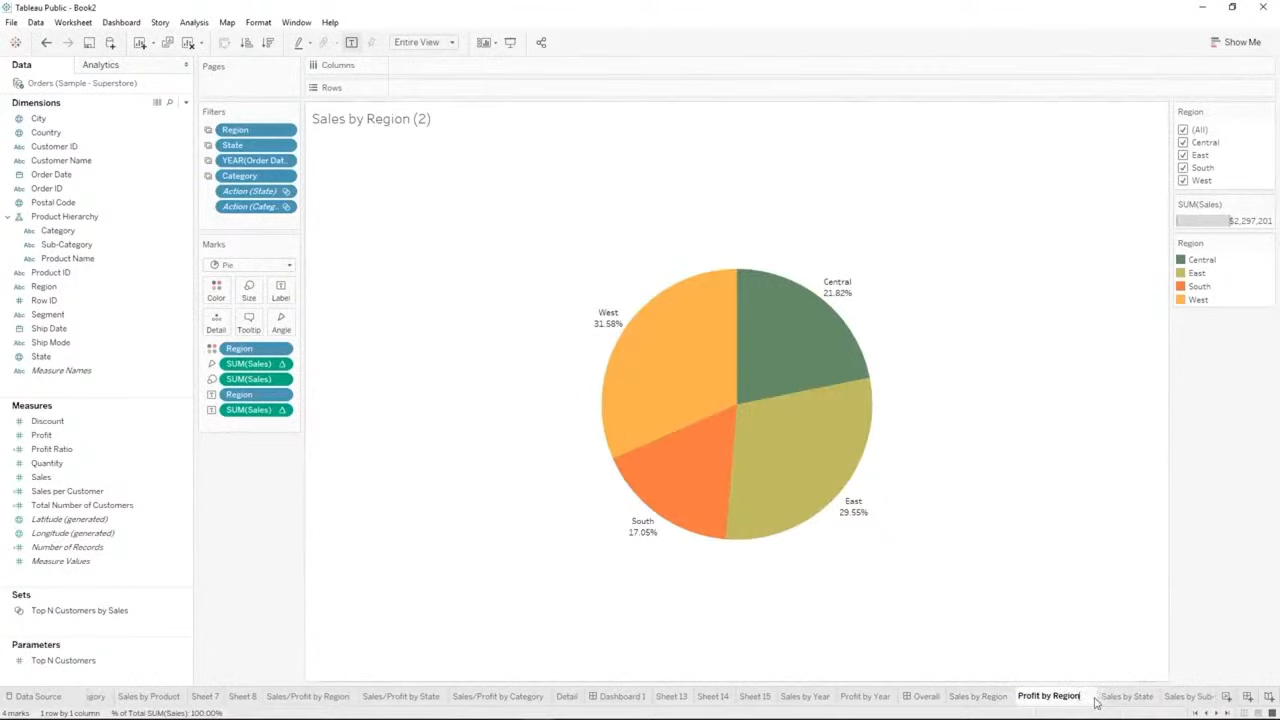 Tableau Public - Book2
File Data Worksheet Dashboard Story Analysis Map Format Window Help
Entire View Show Me
Data Analytics
Orders (Sample - Superstore)
Dimensions
City
Country
Customer ID
Customer Name
Order Date
Order ID
Postal Code
Product Hierarchy
Category
Sub-Category
Product Name
Product ID
Region
Row ID
Segment
Ship Date
Ship Mode
State
Measure Names
Measures
Discount
Profit
Profit Ratio
Quantity
Sales
Sales per Customer
Total Number of Customers
Latitude (generated)
Longitude (generated)
Number of Records
Measure Values
Sets
Top N Customers by Sales
Parameters
Top N Customers
Pages
Filters
Region
State
YEAR(Order Dat..
Category
Action (State)
Action (Categ..
Marks
Pie
Color Size Label
Detail Tooltip Angle
Region
SUM(Sales)
SUM(Sales)
Region
SUM(Sales)
Columns
Rows
Sales by Region (2)
Central
21.82%
West
31.58%
East
29.55%
South
17.05%
Region
(All)
Central
East
South
West
SUM(Sales)
$2,297,201
Region
Central
East
South
West
Data Source egory Sales by Product Sheet 7 Sheet 8 Sales/Profit by Region Sales/Profit by State Sales/Profit by Category Detail Dashboard 1 Sheet 13 Sheet 14 Sheet 15 Sales by Year Profit by Year Overall Sales by Region Profit by Region Sales by State Sales by Sub-
4 marks 1 row by 1 column % of Total SUM(Sales): 100.00%